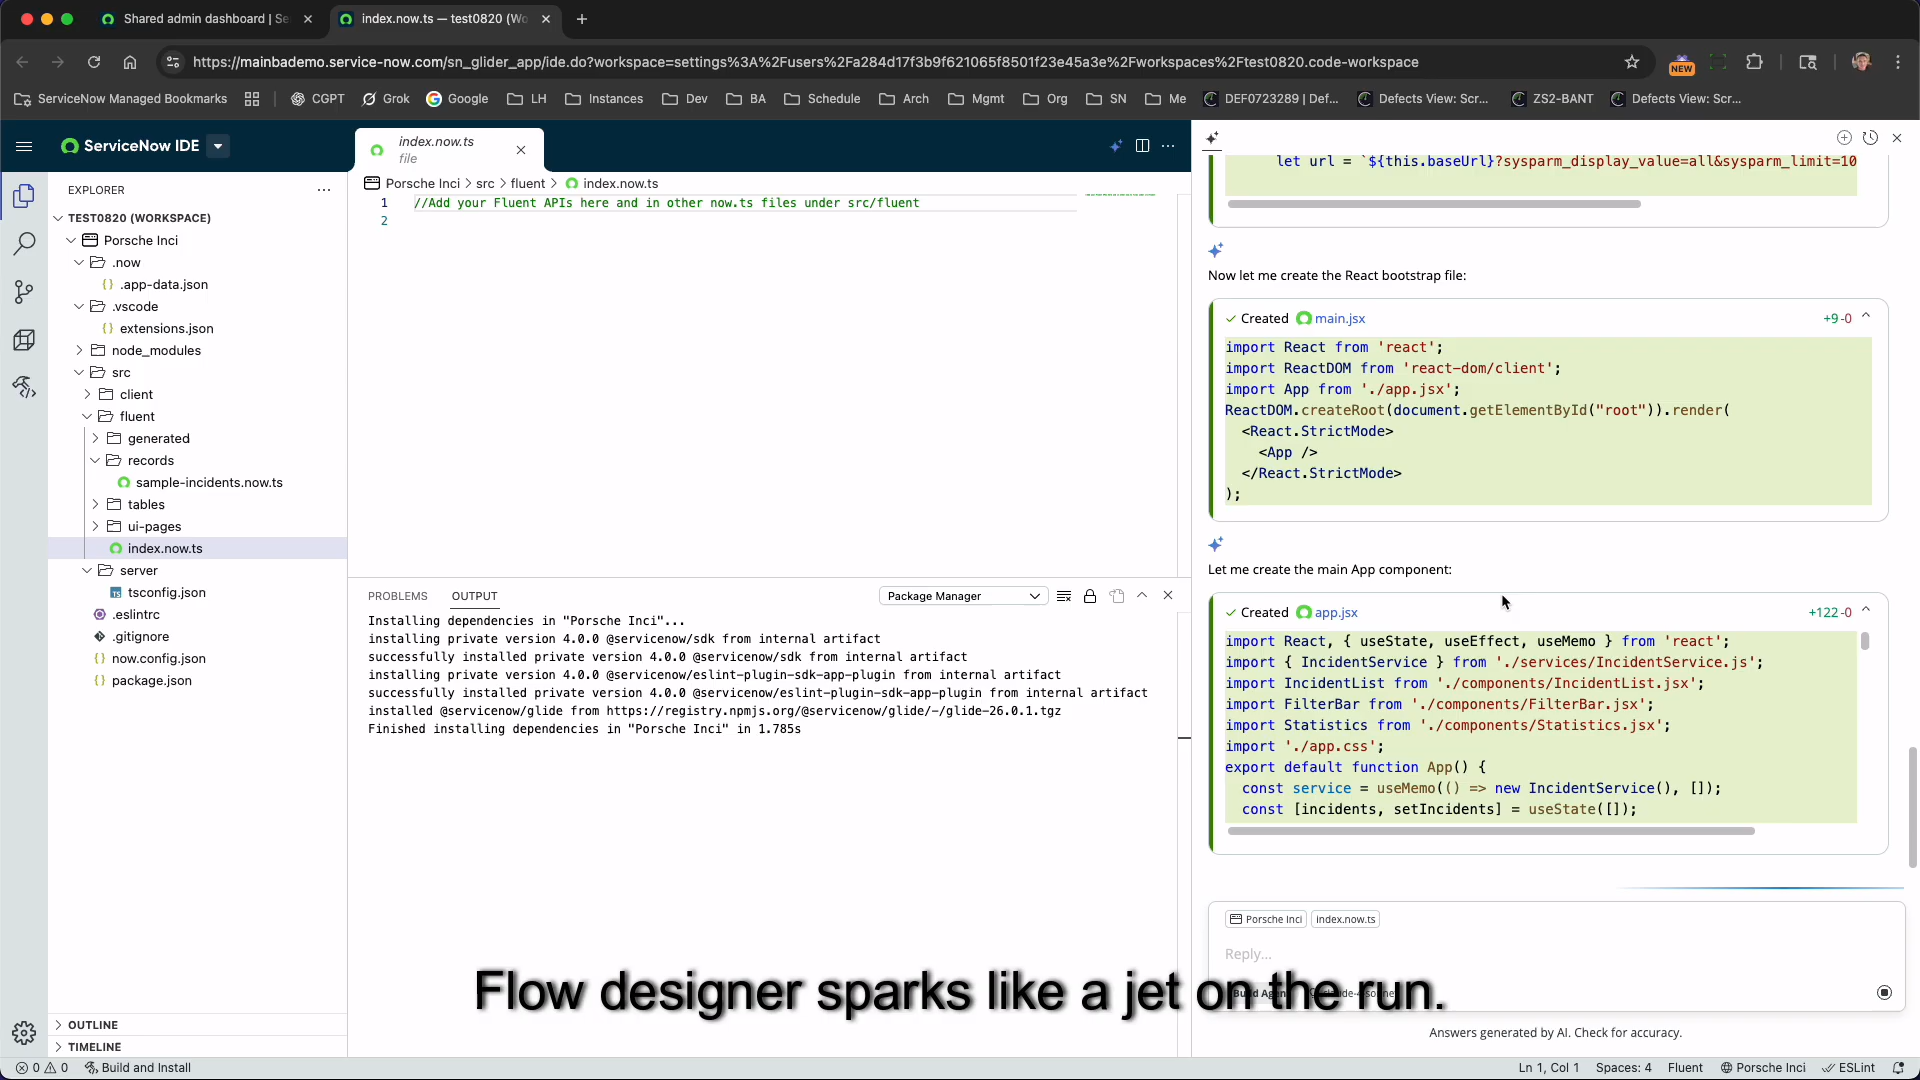 Shared admin dashboard | Se
index.now.ts — test0820 (Wo
https://mainbademo.service-now.com/sn_glider_app/ide.do?workspace=settings%3A%2Fusers%2Fa284d17f3b9f621065f8501f23e45a3e%2Fworkspaces%2Ftest0820.code-workspace
NEW
ServiceNow Managed Bookmarks
CGPT
Grok
Google
LH
Instances
Dev
BA
Schedule
Arch
Mgmt
Org
SN
Me
DEF0723289 | Def...
Defects View: Scr...
ZS2-BANT
Defects View: Scr...
ServiceNow IDE
index.now.ts
file
EXPLORER
TEST0820 (WORKSPACE)
Porsche Inci
.now
{} .app-data.json
.vscode
{} extensions.json
node_modules
src
client
fluent
generated
records
sample-incidents.now.ts
tables
ui-pages
index.now.ts
server
TS tsconfig.json
.eslintrc
.gitignore
{} now.config.json
{} package.json
OUTLINE
TIMELINE
Porsche Inci > src > fluent > index.now.ts
1 //Add your Fluent APIs here and in other now.ts files under src/fluent
2
PROBLEMS
OUTPUT
Package Manager
Installing dependencies in "Porsche Inci"...
installing private version 4.0.0 @servicenow/sdk from internal artifact
successfully installed private version 4.0.0 @servicenow/sdk from internal artifact
installing private version 4.0.0 @servicenow/eslint-plugin-sdk-app-plugin from internal artifact
successfully installed private version 4.0.0 @servicenow/eslint-plugin-sdk-app-plugin from internal artifact
installed @servicenow/glide from https://registry.npmjs.org/@servicenow/glide/-/glide-26.0.1.tgz
Finished installing dependencies in "Porsche Inci" in 1.785s
let url = `${this.baseUrl}?sysparm_display_value=all&sysparm_limit=10
Now let me create the React bootstrap file:
Created main.jsx +9-0
import React from 'react';
import ReactDOM from 'react-dom/client';
import App from './app.jsx';
ReactDOM.createRoot(document.getElementById("root")).render(
<React.StrictMode>
<App />
</React.StrictMode>
);
Let me create the main App component:
Created app.jsx +122-0
import React, { useState, useEffect, useMemo } from 'react';
import { IncidentService } from './services/IncidentService.js';
import IncidentList from './components/IncidentList.jsx';
import FilterBar from './components/FilterBar.jsx';
import Statistics from './components/Statistics.jsx';
import './app.css';
export default function App() {
const service = useMemo(() => new IncidentService(), []);
const [incidents, setIncidents] = useState([]);
Porsche Inci
index.now.ts
Reply...
Flow designer sparks like a jet on the run.
Answers generated by AI. Check for accuracy.
0 0
Build and Install
Ln 1, Col 1
Spaces: 4
Fluent
Porsche Inci
ESLint